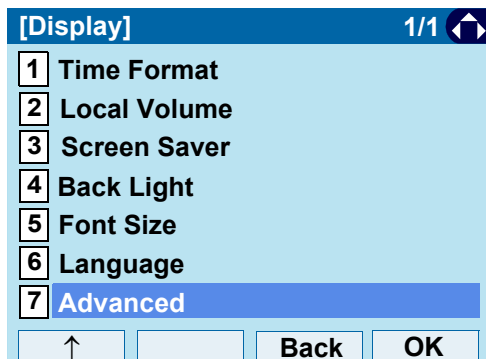 [Display] 1/1
1 Time Format
2 Local Volume
3 Screen Saver
4 Back Light
5 Font Size
6 Language
7 Advanced
↑ Back OK